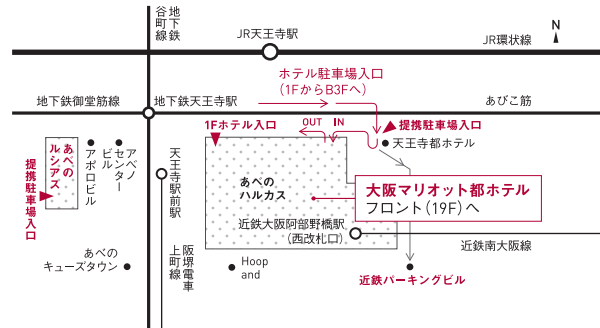 地下鉄
谷町線
JR天王寺駅
N
JR環状線
ホテル駐車場入口
(1FからB3Fへ)
地下鉄御堂筋線
地下鉄天王寺駅
あびこ筋
1Fホテル入口
OUT
IN
提携駐車場入口
天王寺都ホテル
提携駐車場入口
あべの
ルシアス
アポロビル
アベノ
センター
ビル
天王寺駅前駅
あべの
ハルカス
大阪マリオット都ホテル
フロント(19F)へ
近鉄大阪阿部野橋駅
(西改札口)
近鉄南大阪線
あべの
キューズタウン
阪堺電車
上町線
Hoop
and
近鉄パーキングビル